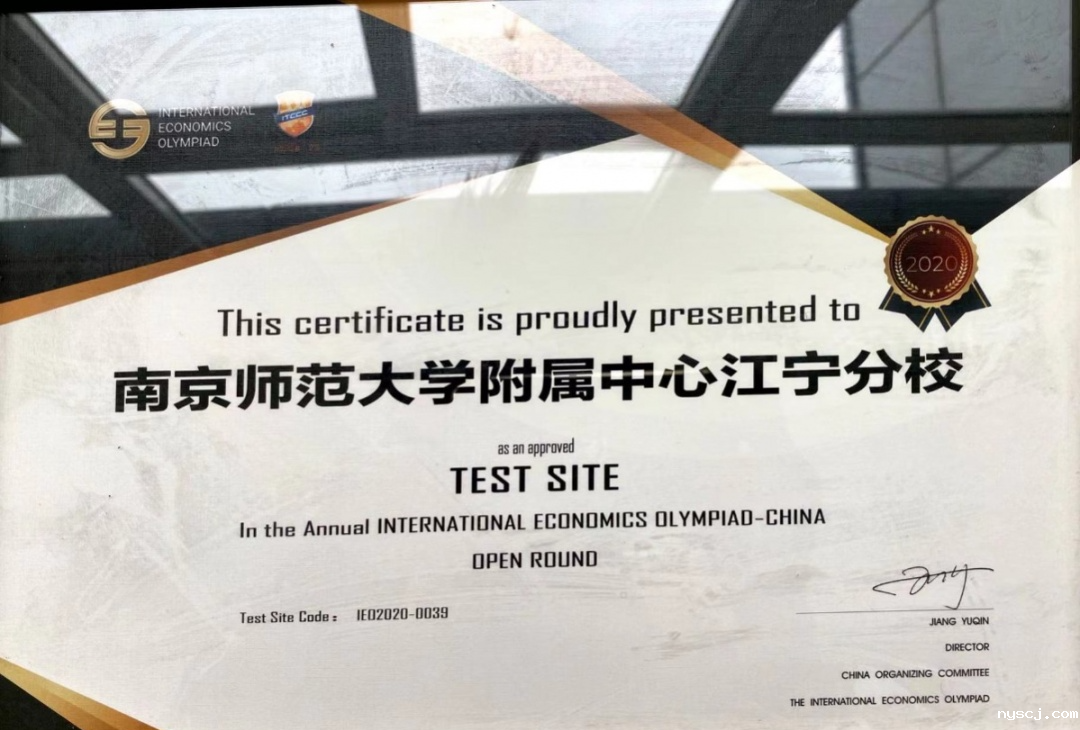 INTERNATIONAL
ECONOMICS
OLYMPIAD
ITCCC
2020
This certificate is proudly presented to
南京师范大学附属中心江宁分校
as an approved
TEST SITE
In the Annual INTERNATIONAL ECONOMICS OLYMPIAD-CHINA
OPEN ROUND
Test Site Code： IEO2020-0039
JIANG YUQIN
DIRECTOR
CHINA ORGANIZING COMMITTEE
THE INTERNATIONAL ECONOMICS OLYMPIAD
nyscj.com